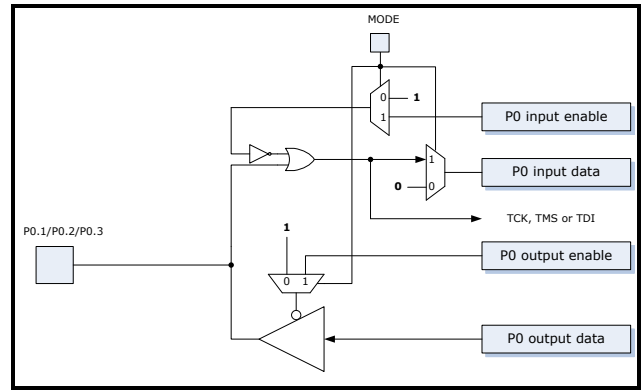 MODE
0
1
1
P0 input enable
1
P0 input data
0
0
TCK, TMS or TDI
P0.1/P0.2/P0.3
1
P0 output enable
0 1
P0 output data